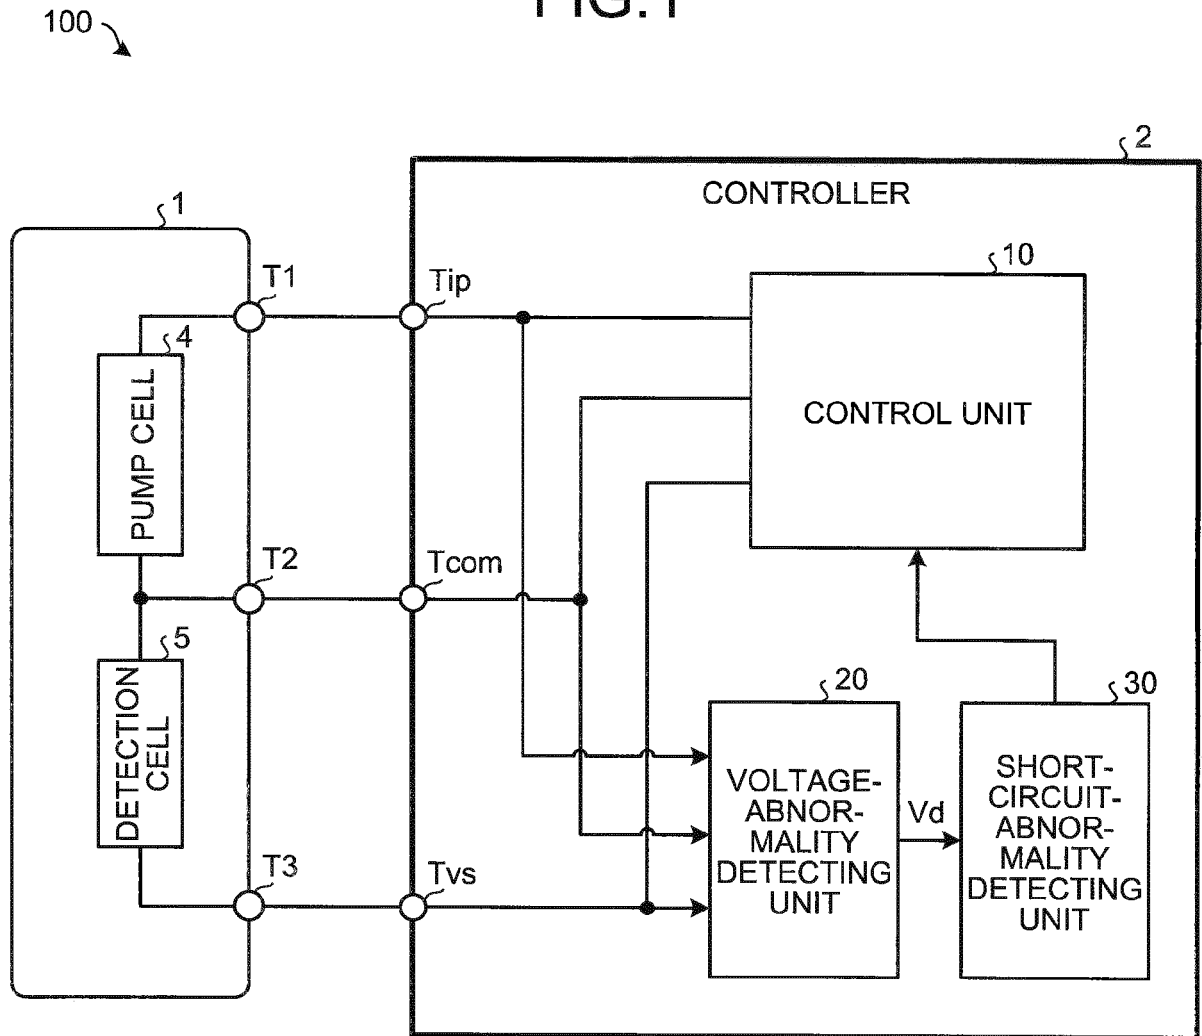 FIG.1
100
2
CONTROLLER
1
10
T1
Tip
4
PUMP CELL
CONTROL UNIT
T2
Tcom
5
DETECTION
CELL
20
30
VOLTAGE-
ABNOR-
MALITY
DETECTING
UNIT
Vd
SHORT-
CIRCUIT-
ABNOR-
MALITY
DETECTING
UNIT
T3
Tvs